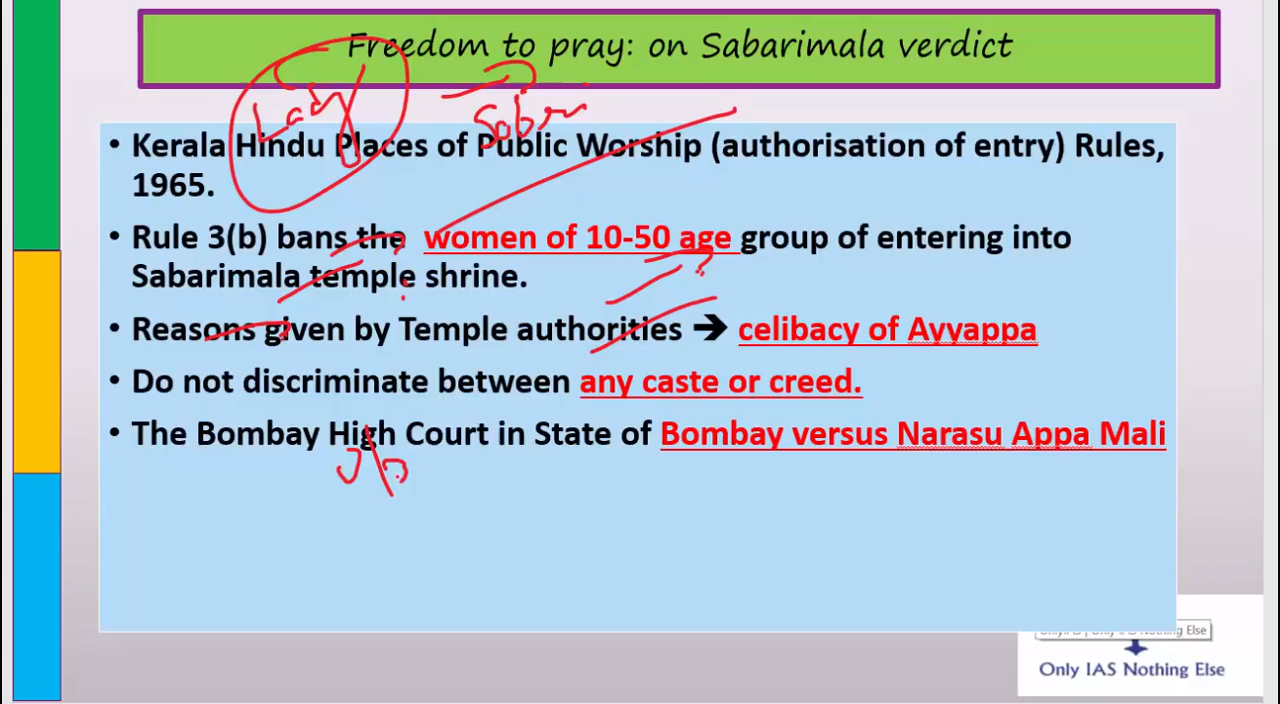 Freedom to pray: on Sabarimala verdict
Lady
• Kerala Hindu Places of Public Worship (authorisation of entry) Rules,
1965.
• Rule 3(b) bans the women of 10-50 age group of entering into
Sabarimala temple shrine.
• Reasons given by Temple authorities → celibacy of Ayyappa
• Do not discriminate between any caste or creed.
• The Bombay High Court in State of Bombay versus Narasu Appa Mali
Nothing Else
Only IAS Nothing Else